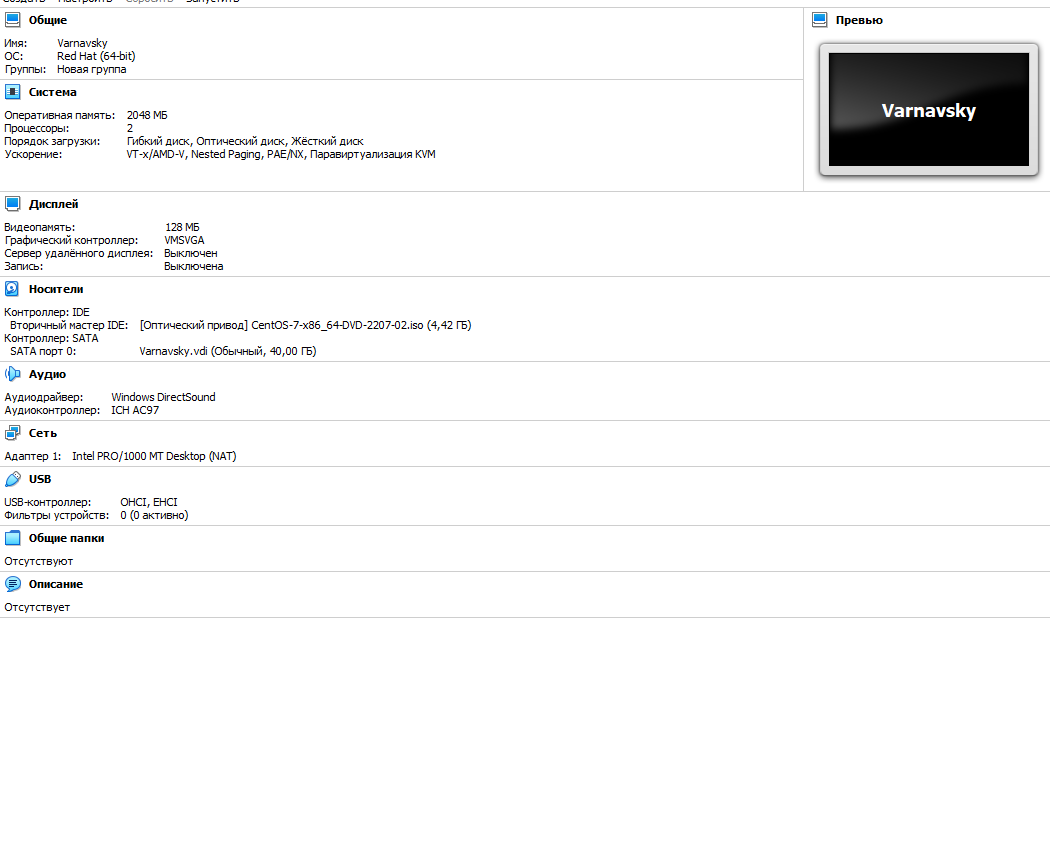 Создать Настроить Сбросить Запустить
Общие
Имя: Varnavsky
ОС: Red Hat (64-bit)
Группы: Новая группа
Превью
Varnavsky
Система
Оперативная память: 2048 МБ
Процессоры: 2
Порядок загрузки: Гибкий диск, Оптический диск, Жёсткий диск
Ускорение: VT-x/AMD-V, Nested Paging, PAE/NX, Паравиртуализация KVM
Дисплей
Видеопамять: 128 МБ
Графический контроллер: VMSVGA
Сервер удалённого дисплея: Выключен
Запись: Выключена
Носители
Контроллер: IDE
Вторичный мастер IDE: [Оптический привод] CentOS-7-x86_64-DVD-2207-02.iso (4,42 ГБ)
Контроллер: SATA
SATA порт 0: Varnavsky.vdi (Обычный, 40,00 ГБ)
Аудио
Аудиодрайвер: Windows DirectSound
Аудиоконтроллер: ICH AC97
Сеть
Адаптер 1: Intel PRO/1000 MT Desktop (NAT)
USB
USB-контроллер: OHCI, EHCI
Фильтры устройств: 0 (0 активно)
Общие папки
Отсутствуют
Описание
Отсутствует